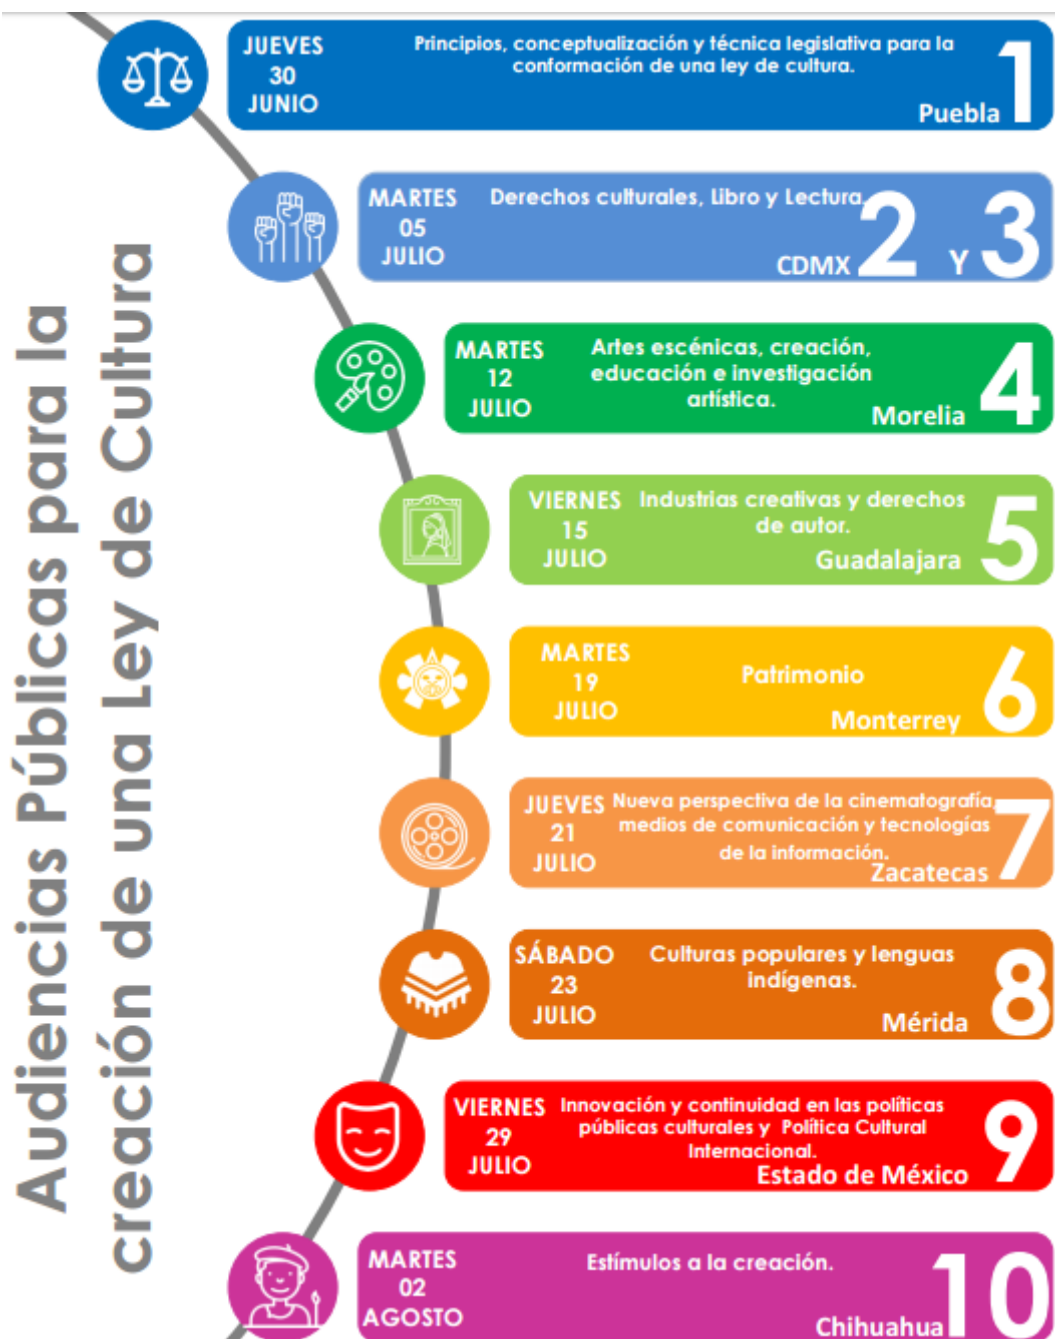 Audiencias Públicas para la
creación de una Ley de Cultura
JUEVES
30
JUNIO
Principios, conceptualización y técnica legislativa para la
conformación de una ley de cultura.
Puebla
1
MARTES
05
JULIO
Derechos culturales, Libro y Lectura.
CDMX
2 Y 3
MARTES
12
JULIO
Artes escénicas, creación,
educación e investigación
artística.
Morelia
4
VIERNES
15
JULIO
Industrias creativas y derechos
de autor.
Guadalajara
5
MARTES
19
JULIO
Patrimonio
Monterrey
6
JUEVES
21
JULIO
Nueva perspectiva de la cinematografía,
medios de comunicación y tecnologías
de la información.
Zacatecas
7
SÁBADO
23
JULIO
Culturas populares y lenguas
indígenas.
Mérida
8
VIERNES
29
JULIO
Innovación y continuidad en las políticas
públicas culturales y Política Cultural
Internacional.
Estado de México
9
MARTES
02
AGOSTO
Estímulos a la creación.
Chihuahua
10